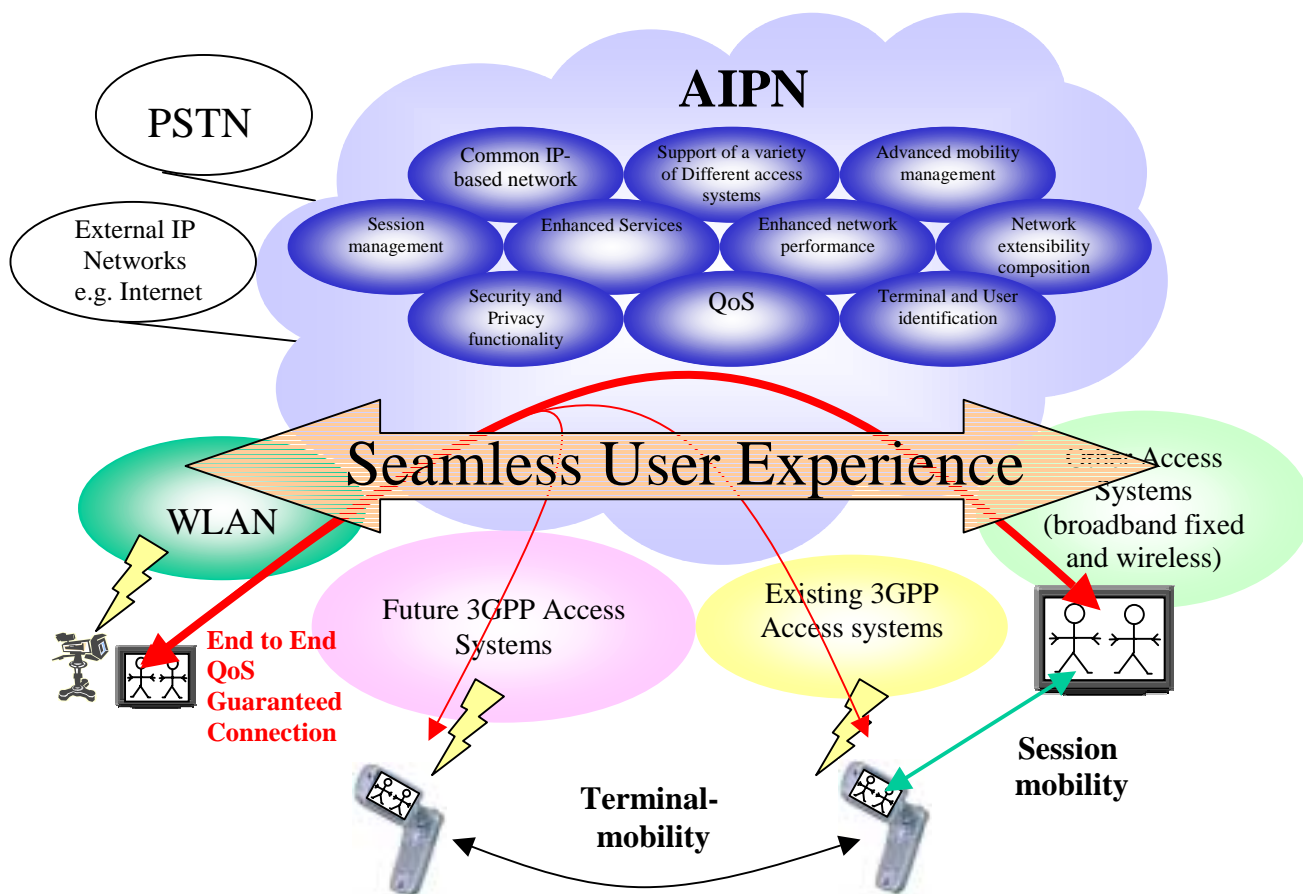 AIPN
PSTN
Common IP-
based network
Support of a variety
of Different access
systems
Advanced mobility
management
Session
management
Enhanced Services
Enhanced network
performance
Network
extensibility
composition
External IP
Networks
e.g. Internet
Security and
Privacy
functionality
QoS
Terminal and User
identification
Seamless User Experience
WLAN
Access
Systems
(broadband fixed
and wireless)
Future 3GPP Access
Systems
Existing 3GPP
Access systems
End to End
QoS
Guaranteed
Connection
Session
mobility
Terminal-
mobility